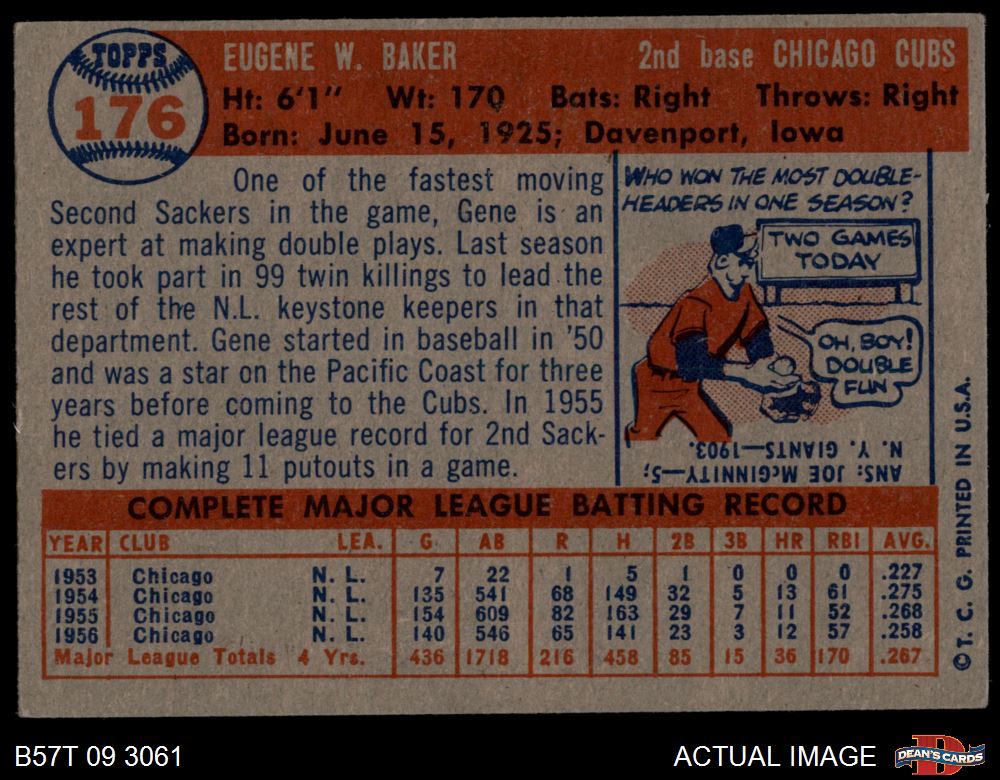 TOPPS
176
EUGENE W. BAKER 2nd base CHICAGO CUBS
Ht: 6'1" Wt: 170 Bats: Right Throws: Right
Born: June 15, 1925; Davenport, Iowa
One of the fastest moving
Second Sackers in the game, Gene is an
expert at making double plays. Last season
he took part in 99 twin killings to lead the
rest of the N.L. keystone keepers in that
department. Gene started in baseball in '50
and was a star on the Pacific Coast for three
years before coming to the Cubs. In 1955
he tied a major league record for 2nd Sack-
ers by making 11 putouts in a game.
WHO WON THE MOST DOUBLE-
HEADERS IN ONE SEASON?
TWO GAMES
TODAY
OH, BOY!
DOUBLE
FUN
ANS: JOE McGINNITY—5;
N. Y. GIANTS—1903.
COMPLETE MAJOR LEAGUE BATTING RECORD
YEAR CLUB LEA. G AB R H 2B 3B HR RBI AVG.
1953 Chicago N. L. 7 22 1 5 1 0 0 0 .227
1954 Chicago N. L. 135 541 68 149 32 5 13 61 .275
1955 Chicago N. L. 154 609 82 163 29 7 11 52 .268
1956 Chicago N. L. 140 546 65 141 23 3 12 57 .258
Major League Totals 4 Yrs. 436 1718 216 458 85 15 36 170 .267
© T. C. G. PRINTED IN U.S.A.
B57T 09 3061 ACTUAL IMAGE
DEAN'S CARDS